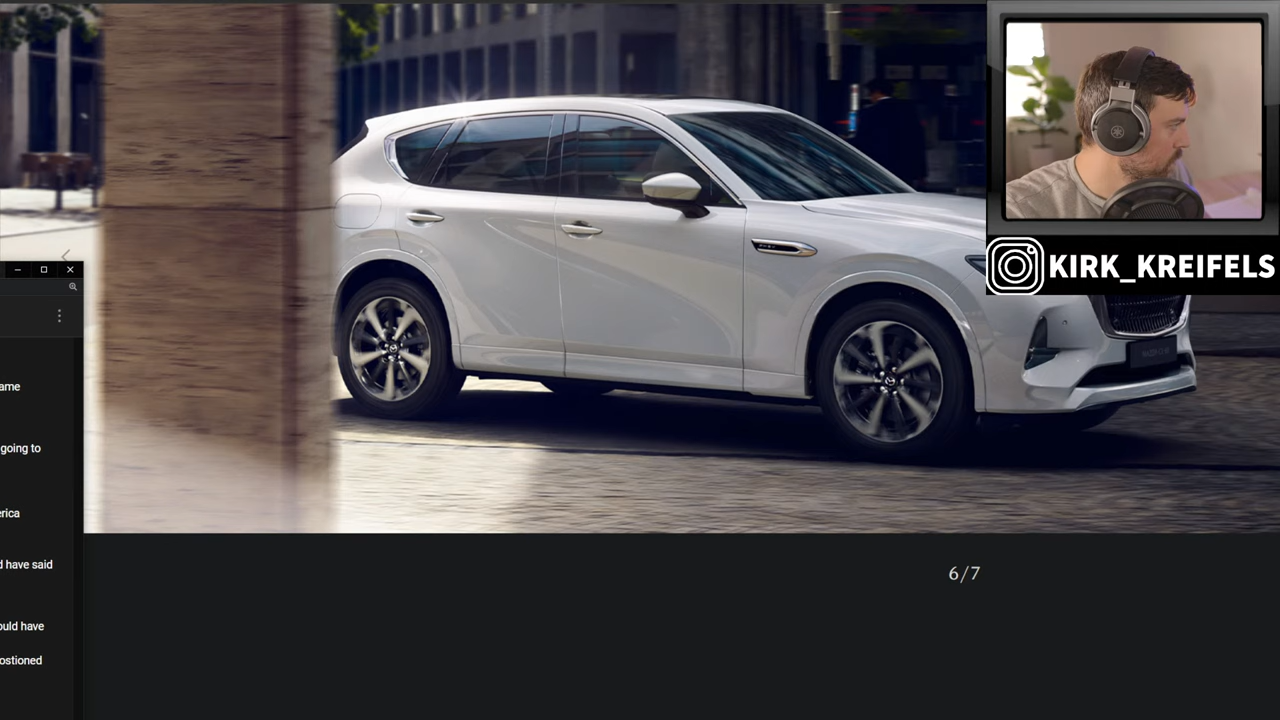 KIRK_KREIFELS
ame
going to
erica
d have said
ould have
ostioned
6/7